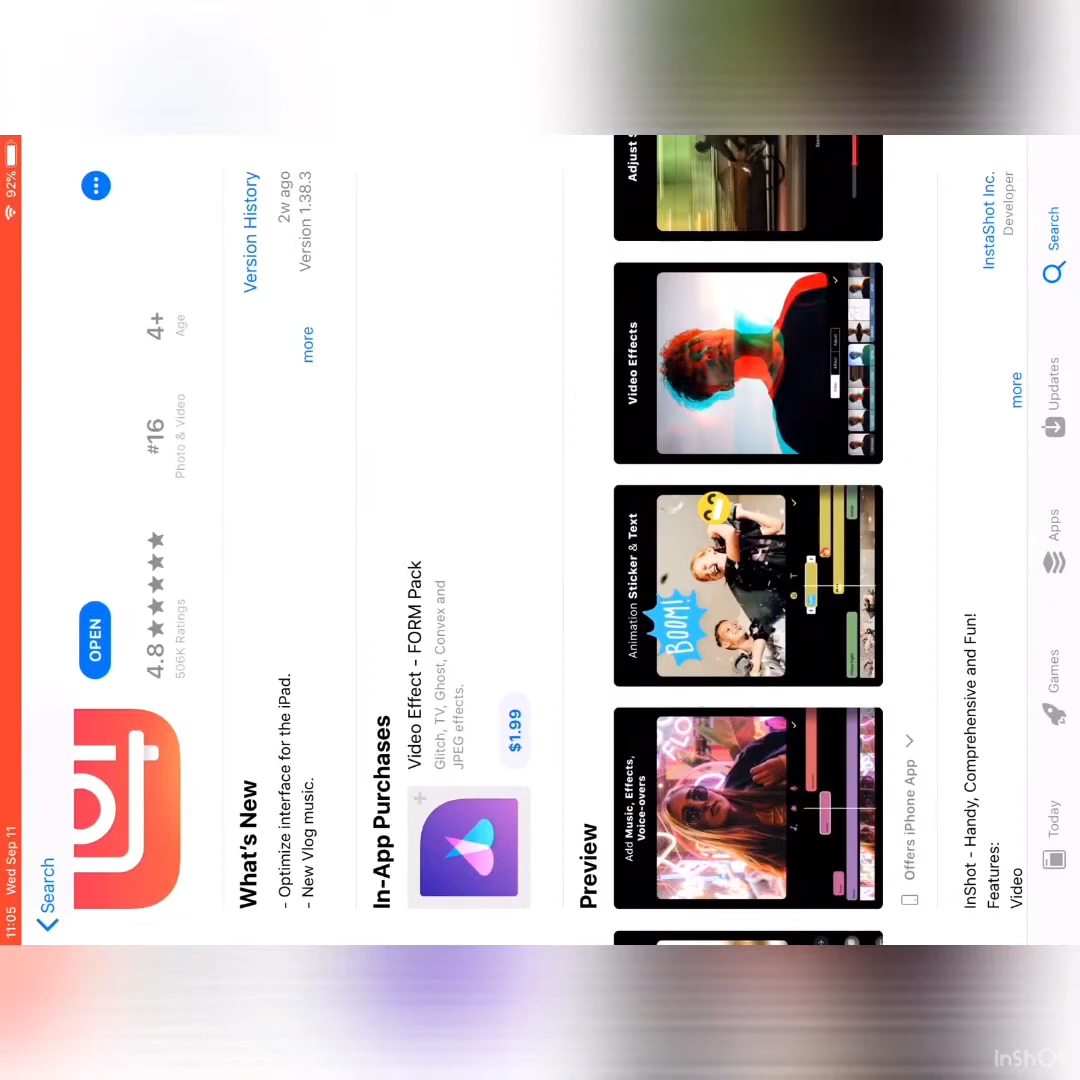 11:05 Wed Sep 11
92%
Search
OPEN
4.8 ★★★★★
506K Ratings
#16
Photo & Video
4+
Age
What's New
Version History
- Optimize interface for the iPad.
- New Vlog music.
more
2w ago
Version 1.38.3
In-App Purchases
Video Effect - FORM Pack
Glitch, TV, Ghost, Convex and
JPEG effects.
$1.99
Preview
Add Music, Effects,
Voice-overs
Animation Sticker & Text
BOOM!
Video Effects
Adjust
FLO
Offers iPhone App
InShot - Handy, Comprehensive and Fun!
Features:
Video
more
InstaShot Inc.
Developer
Today
Games
Apps
Updates
Search
InShOt